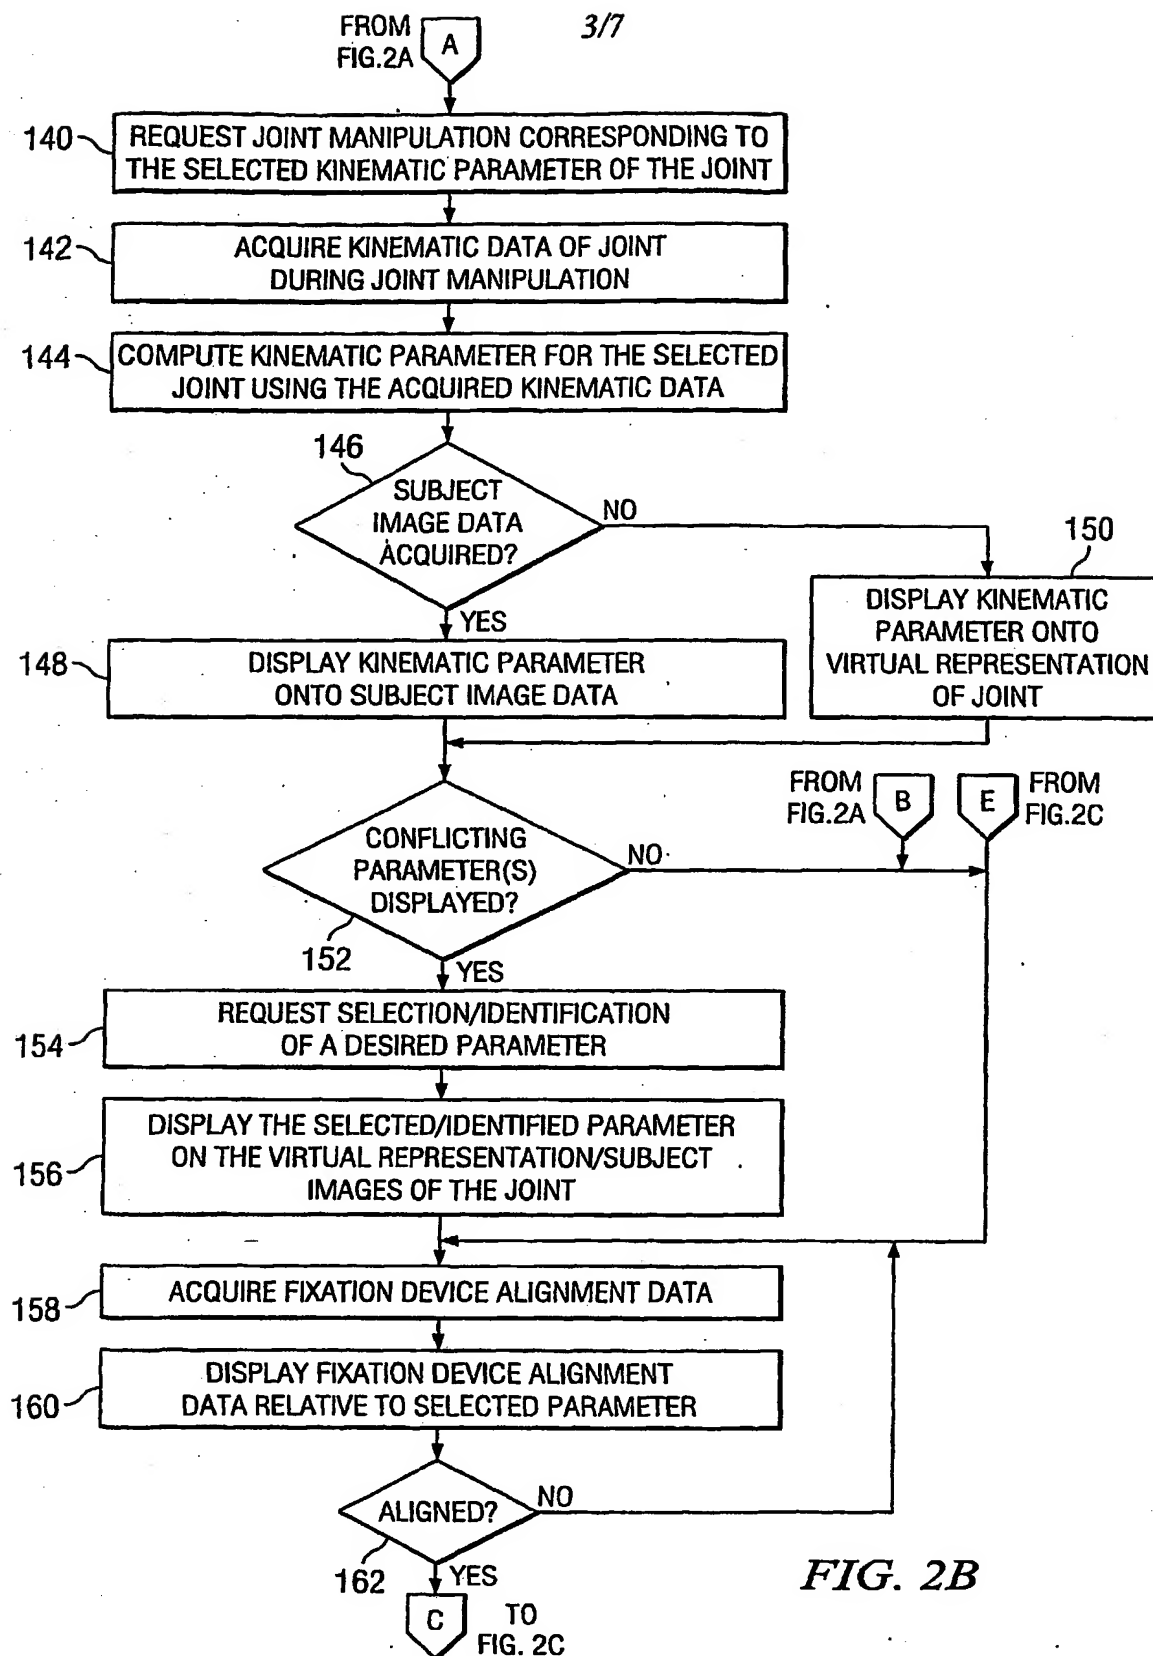 3/7
FROM
FIG.2A
A
140
REQUEST JOINT MANIPULATION CORRESPONDING TO
THE SELECTED KINEMATIC PARAMETER OF THE JOINT
142
ACQUIRE KINEMATIC DATA OF JOINT
DURING JOINT MANIPULATION
144
COMPUTE KINEMATIC PARAMETER FOR THE SELECTED
JOINT USING THE ACQUIRED KINEMATIC DATA
146
SUBJECT
IMAGE DATA
ACQUIRED?
NO
YES
150
DISPLAY KINEMATIC
PARAMETER ONTO
VIRTUAL REPRESENTATION
OF JOINT
148
DISPLAY KINEMATIC PARAMETER
ONTO SUBJECT IMAGE DATA
FROM
FIG.2A
B
E
FROM
FIG.2C
CONFLICTING
PARAMETER(S)
DISPLAYED?
NO
152
YES
154
REQUEST SELECTION/IDENTIFICATION
OF A DESIRED PARAMETER
156
DISPLAY THE SELECTED/IDENTIFIED PARAMETER
ON THE VIRTUAL REPRESENTATION/SUBJECT
IMAGES OF THE JOINT
158
ACQUIRE FIXATION DEVICE ALIGNMENT DATA
160
DISPLAY FIXATION DEVICE ALIGNMENT
DATA RELATIVE TO SELECTED PARAMETER
ALIGNED?
NO
162
YES
C
TO
FIG. 2C
FIG. 2B